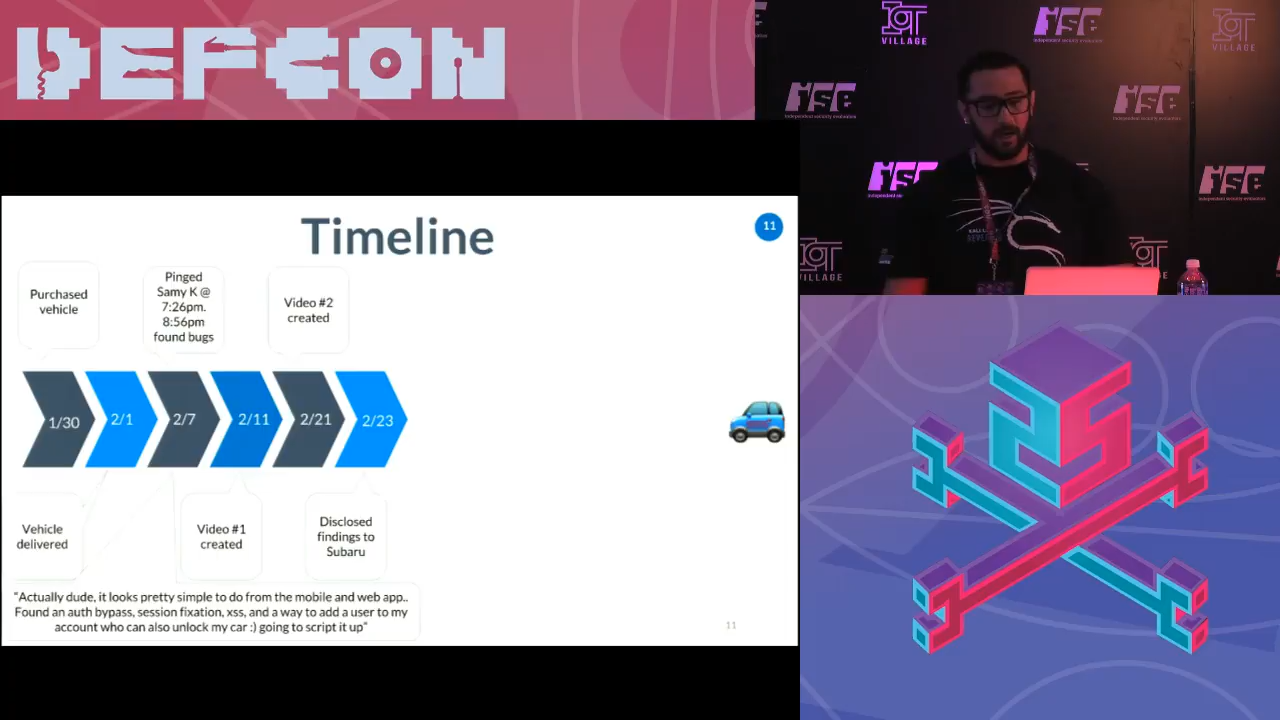 DEFCON
IOT
VILLAGE
ise
independent security evaluators
IOT
VILLAGE
ise
ise
ise
ise
IOT
VILLAGE
IOT
Timeline
11
Purchased
vehicle
Pinged
Samy K @
7:26pm.
8:56pm
found bugs
Video #2
created
1/30
2/1
2/7
2/11
2/21
2/23
Vehicle
delivered
Video #1
created
Disclosed
findings to
Subaru
"Actually dude, it looks pretty simple to do from the mobile and web app..
Found an auth bypass, session fixation, xss, and a way to add a user to my
account who can also unlock my car :) going to script it up"
11
25